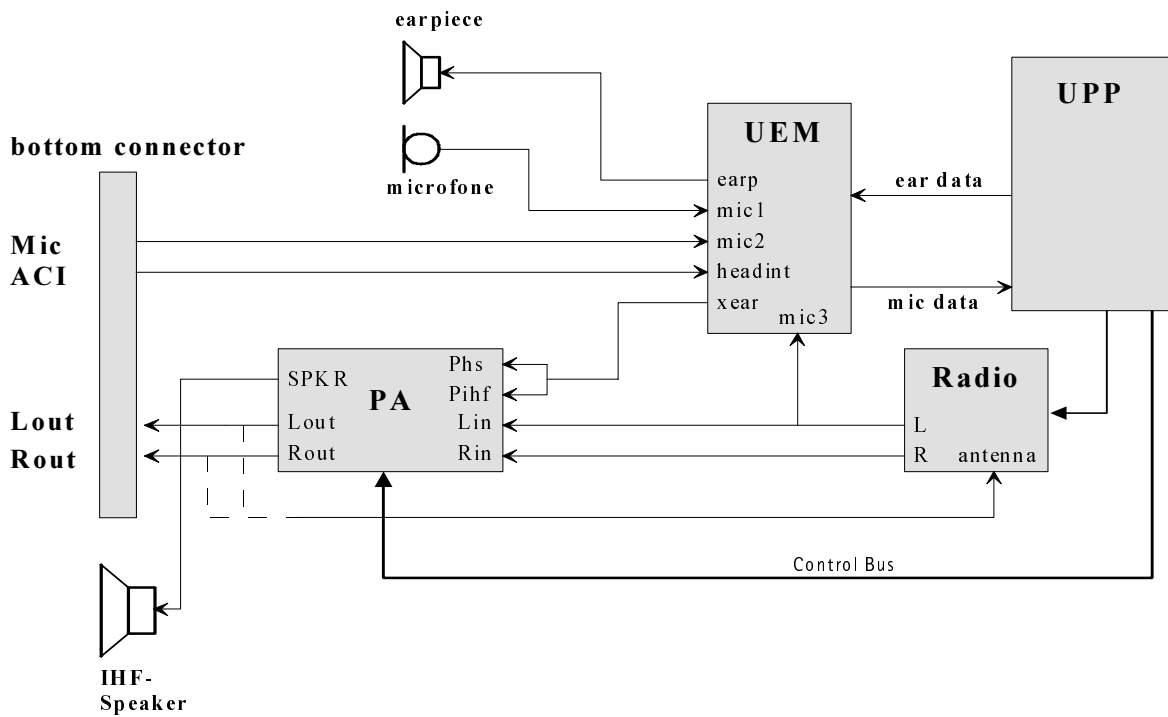 earpiece
UPP
UEM
bottom connector
microfone
earp
ear data
mic1
Mic
mic2
ACI
headint
xear
mic data
mic3
Phs
SPKR
PA
Pihf
Radio
Lout
Lout
Lin
L
Rout
Rout
Rin
R
antenna
Control Bus
IHF-
Speaker